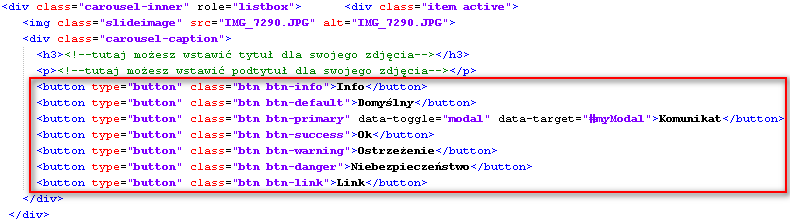 <div class="carousel-inner" role="listbox">      <div class="item active">
<img class="slideimage" src="IMG_7290.JPG" alt="IMG_7290.JPG">
<div class="carousel-caption">
<h3><!--tutaj możesz wstawić tytuł dla swojego zdjęcia--></h3>
<p><!--tutaj możesz wstawić podtytuł dla swojego zdjęcia--></p>
<button type="button" class="btn btn-info">Info</button>
<button type="button" class="btn btn-default">Domyślny</button>
<button type="button" class="btn btn-primary" data-toggle="modal" data-target="#myModal">Komunikat</button>
<button type="button" class="btn btn-success">Ok</button>
<button type="button" class="btn btn-warning">Ostrzeżenie</button>
<button type="button" class="btn btn-danger">Niebezpieczeństwo</button>
<button type="button" class="btn btn-link">Link</button>
</div>
</div>